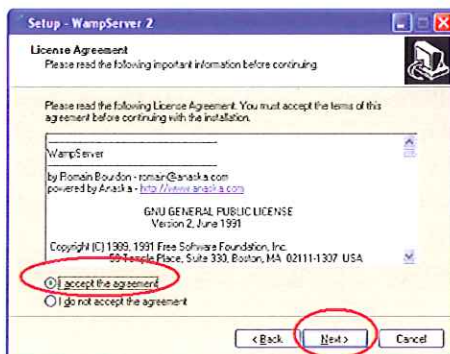 Setup - WampServer 2
License Agreement
Please read the following important information before continuing.
Please read the following License Agreement. You must accept the terms of this
agreement before continuing with the installation.
WampServer
by Romain Bourdon - romain@anaska.com
powered by Anaska - http://www.anaska.com
GNU GENERAL PUBLIC LICENSE
Version 2, June 1991
Copyright (C) 1989, 1991 Free Software Foundation, Inc.
59 Temple Place, Suite 330, Boston, MA 02111-1307 USA
I accept the agreement
I do not accept the agreement
< Back Next > Cancel